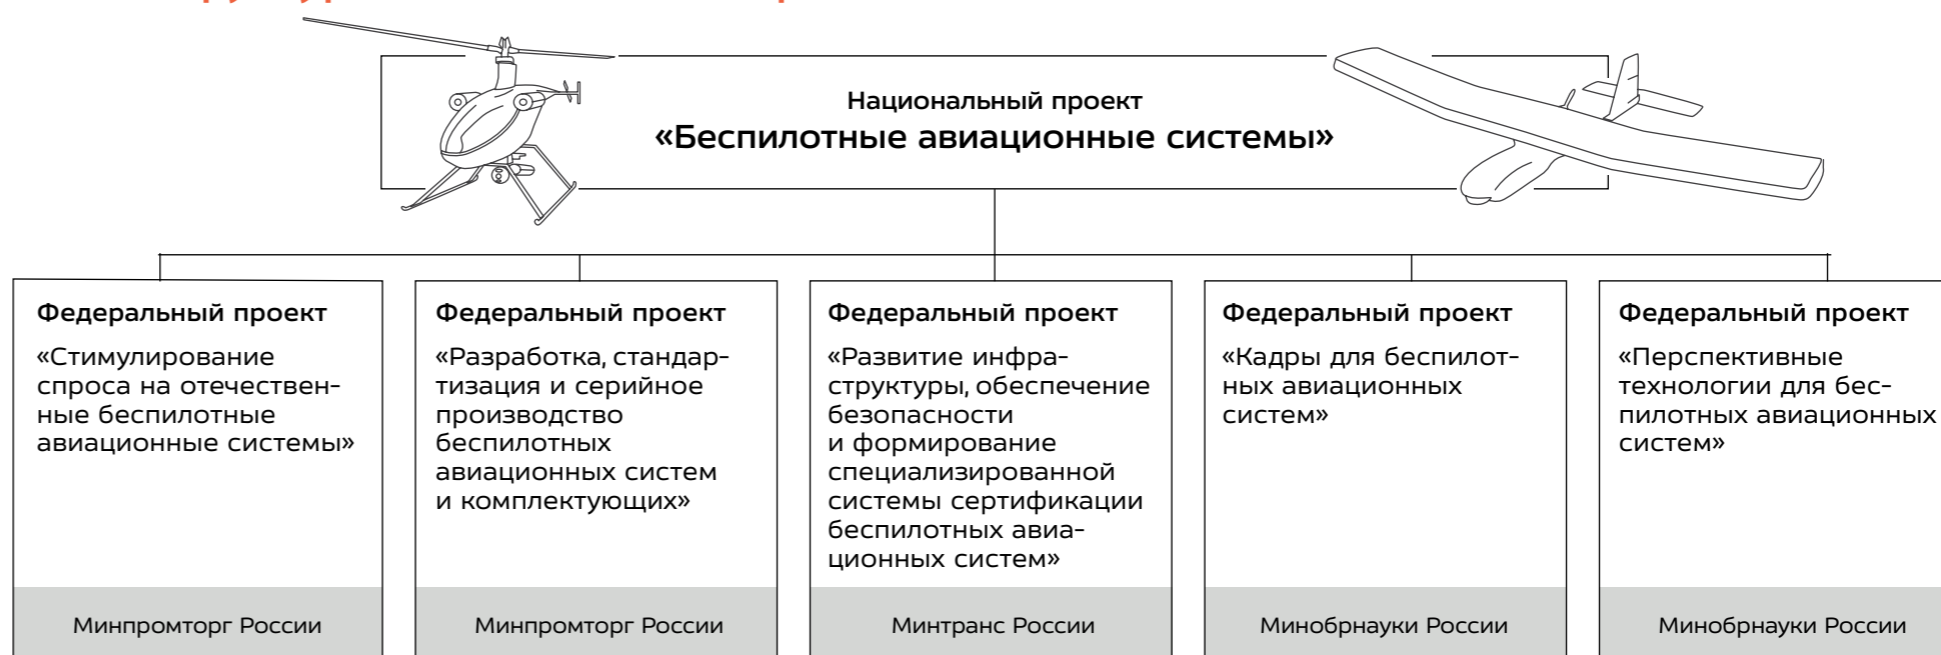 Национальный проект
«Беспилотные авиационные системы»
Федеральный проект
«Стимулирование
спроса на отечествен-
ные беспилотные
авиационные системы»
Минпромторг России
Федеральный проект
«Разработка, стандар-
тизация и серийное
производство
беспилотных
авиационных систем
и комплектующих»
Минпромторг России
Федеральный проект
«Развитие инфра-
структуры, обеспечение
безопасности
и формирование
специализированной
системы сертификации
беспилотных авиа-
ционных систем»
Минтранс России
Федеральный проект
«Кадры для беспилот-
ных авиационных
систем»
Минобрнауки России
Федеральный проект
«Перспективные
технологии для бес-
пилотных авиационных
систем»
Минобрнауки России